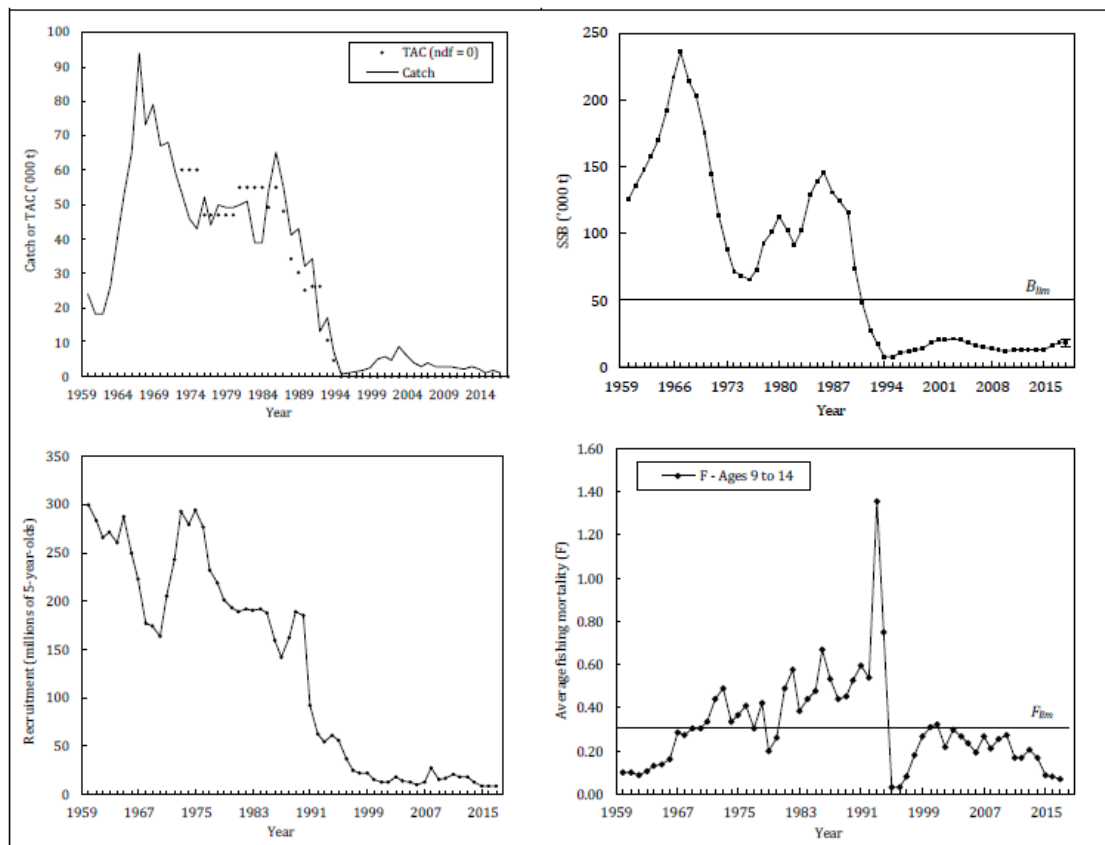 TAC (ndf = 0)
Catch
Catch or TAC ('000 t)
100
90
80
70
60
50
40
30
20
10
0
1959 1964 1969 1974 1979 1984 1989 1994 1999 2004 2009 2014
Year
250
200
150
100
50
0
SSB ('000 t)
Blim
1959 1966 1973 1980 1987 1994 2001 2008 2015
Year
350
300
250
200
150
100
50
0
Recruitment (millions of 5-year-olds)
1959 1967 1975 1983 1991 1999 2007 2015
Year
F - Ages 9 to 14
1.60
1.40
1.20
1.00
0.80
0.60
0.40
0.20
0.00
Average fishing mortality (F)
Flim
1959 1967 1975 1983 1991 1999 2007 2015
Year